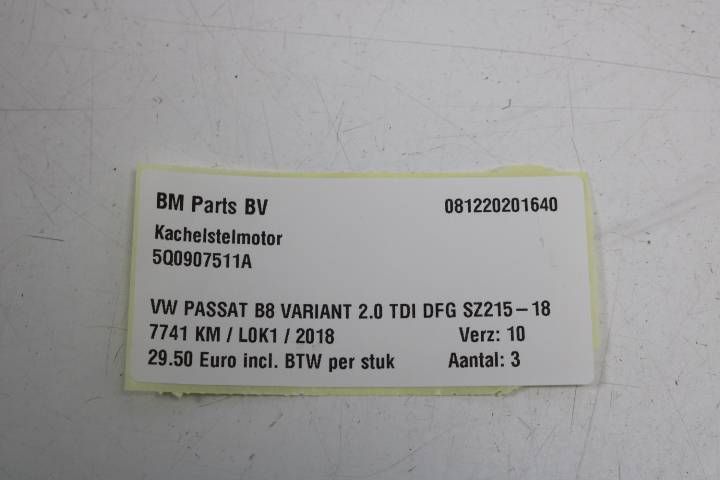 BM Parts BV 081220201640
Kachelstelmotor
5Q0907511A
VW PASSAT B8 VARIANT 2.0 TDI DFG SZ215-18
7741 KM / L0K1 / 2018 Verz: 10
29.50 Euro incl. BTW per stuk Aantal: 3